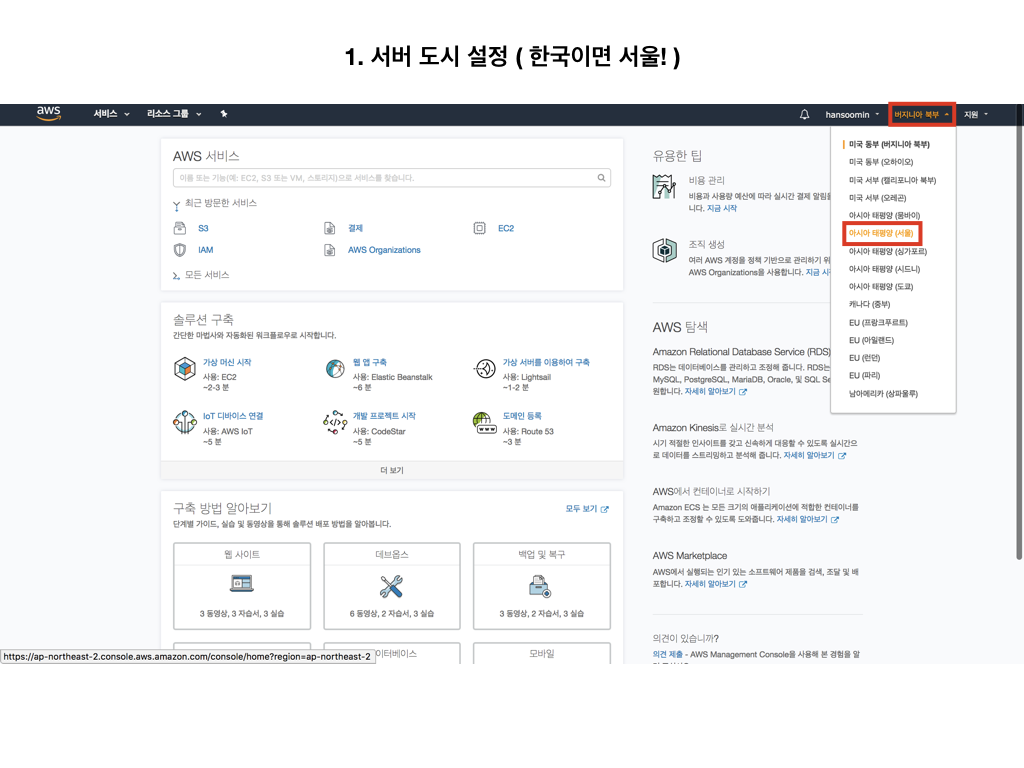 1. 서버 도시 설정 ( 한국이면 서울! )
aws
서비스
리소스 그룹
hansoomin
버지니아 북부
지원
AWS 서비스
이름 또는 기능(예: EC2, S3 또는 VM, 스토리지)으로 서비스를 찾습니다.
최근 방문한 서비스
S3
결제
EC2
IAM
AWS Organizations
모든 서비스
솔루션 구축
간단한 마법사와 자동화된 워크플로우로 시작합니다.
가상 머신 시작
사용: EC2
~2-3 분
웹 앱 구축
사용: Elastic Beanstalk
~6 분
가상 서버를 이용하여 구축
사용: Lightsail
~1-2 분
IoT 디바이스 연결
사용: AWS IoT
~5 분
개발 프로젝트 시작
사용: CodeStar
~5 분
도메인 등록
사용: Route 53
~3 분
더 보기
구축 방법 알아보기
모두 보기
단계별 가이드, 실습 및 동영상을 통해 솔루션 배포 방법을 알아봅니다.
웹 사이트
3 동영상, 3 자습서, 3 실습
데브옵스
6 동영상, 2 자습서, 3 실습
백업 및 복구
3 동영상, 2 자습서, 3 실습
이터베이스
모바일
유용한 팁
비용 관리
비용과 사용량 예산에 따라 실시간 결제 알림을
니다. 지금 시작
조직 생성
여러 AWS 계정을 정책 기반으로 관리하기 위
AWS Organizations을 사용합니다. 지금 시
AWS 탐색
Amazon Relational Database Service (RDS)
RDS는 데이터베이스를 관리하고 조정해 줍니다. RDS는
MySQL, PostgreSQL, MariaDB, Oracle, 및 SQL Se
원합니다. 자세히 알아보기
Amazon Kinesis로 실시간 분석
시기 적절한 인사이트를 갖고 신속하게 대응할 수 있도록 실시간으
로 데이터를 스트리밍하고 분석해 줍니다. 자세히 알아보기
AWS에서 컨테이너로 시작하기
Amazon ECS 는 모든 크기의 애플리케이션에 적합한 컨테이너를
구축하고 조정할 수 있도록 도와줍니다. 자세히 알아보기
AWS Marketplace
AWS에서 실행되는 인기 있는 소프트웨어 제품을 검색, 조달 및 배
포합니다. 자세히 알아보기
의견이 있습니까?
의견 제출 - AWS Management Console을 사용해 본 경험을 알
미국 동부 (버지니아 북부)
미국 동부 (오하이오)
미국 서부 (캘리포니아 북부)
미국 서부 (오레곤)
아시아 태평양 (뭄바이)
아시아 태평양 (서울)
아시아 태평양 (싱가포르)
아시아 태평양 (시드니)
아시아 태평양 (도쿄)
캐나다 (중부)
EU (프랑크푸르트)
EU (아일랜드)
EU (런던)
EU (파리)
남아메리카 (상파울루)
https://ap-northeast-2.console.aws.amazon.com/console/home?region=ap-northeast-2